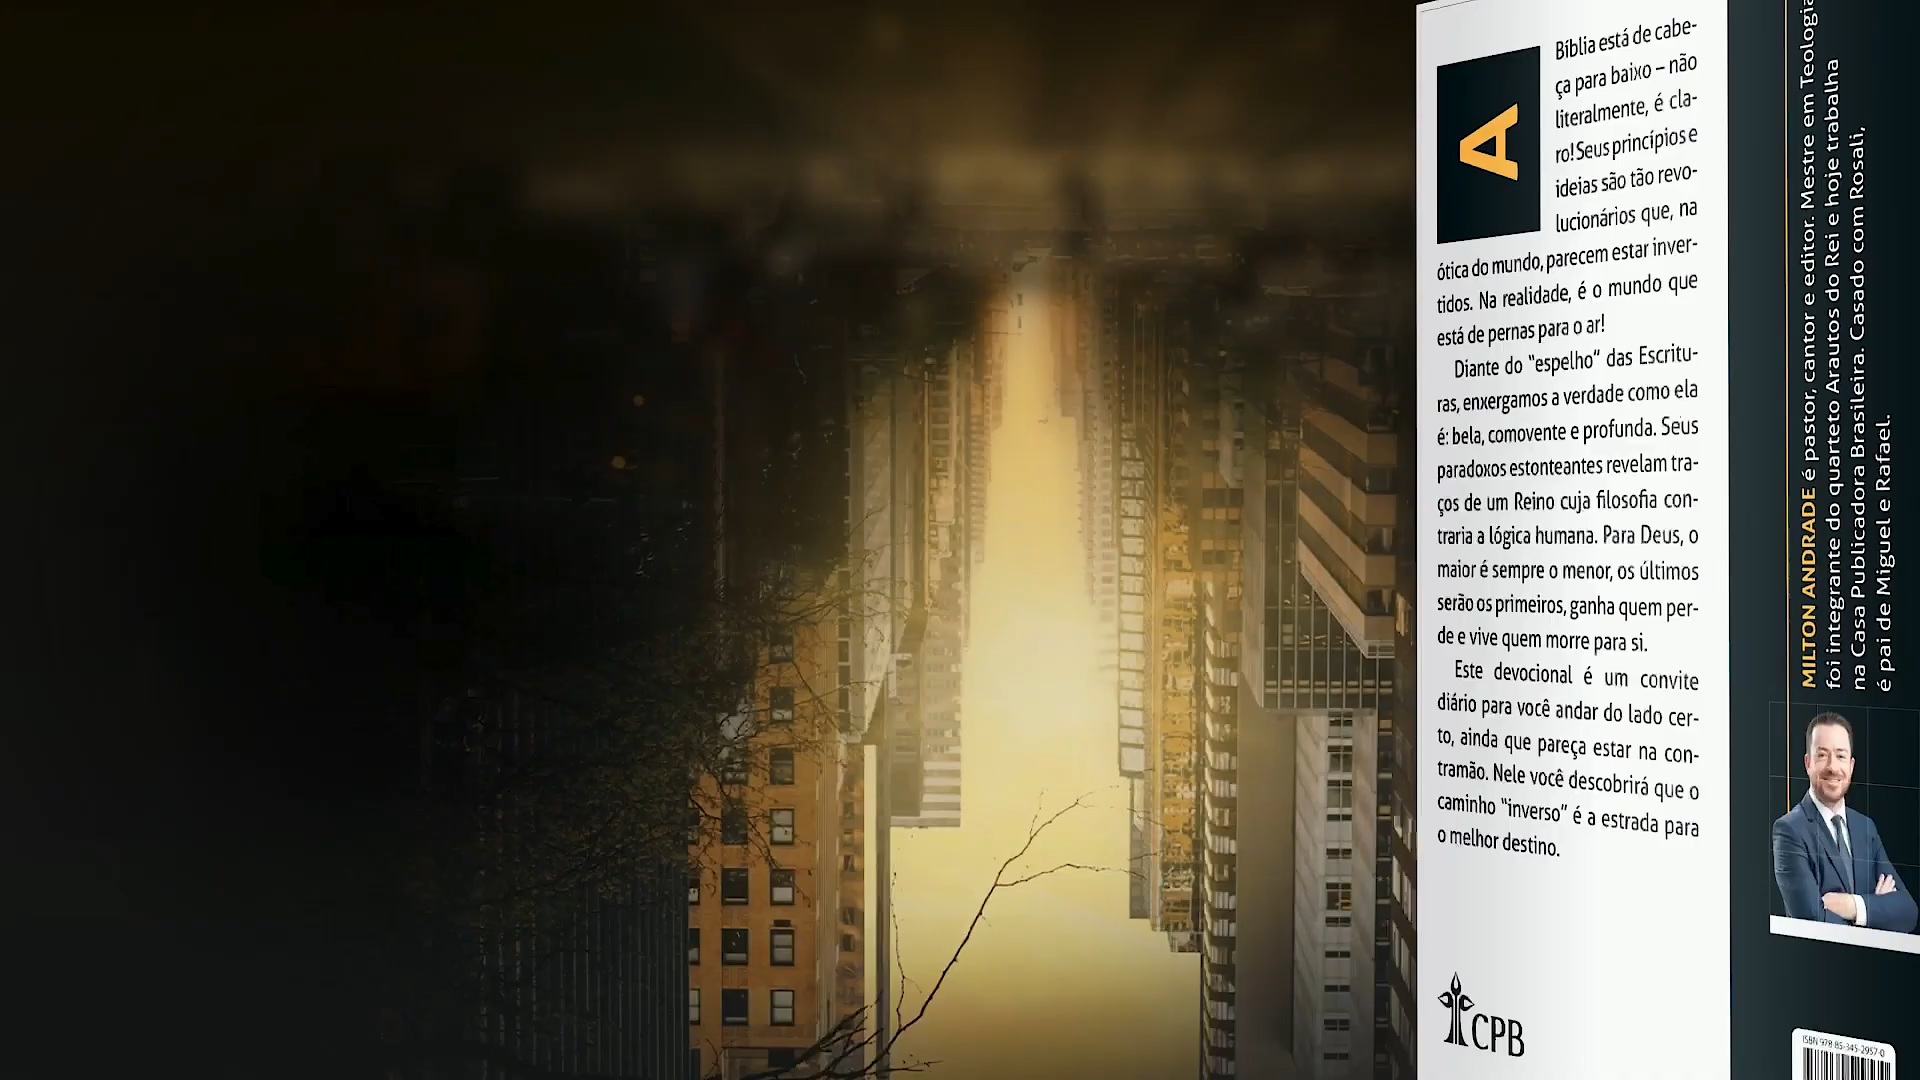 A
Bíblia está de cabe-
ça para baixo – não
literalmente, é cla-
ro! Seus princípios e
ideias são tão revo-
lucionários que, na
ótica do mundo, parecem estar inver-
tidos. Na realidade, é o mundo que
está de pernas para o ar!
Diante do “espelho” das Escritu-
ras, enxergamos a verdade como ela
é: bela, comovente e profunda. Seus
paradoxos estonteantes revelam tra-
ços de um Reino cuja filosofia con-
traria a lógica humana. Para Deus, o
maior é sempre o menor, os últimos
serão os primeiros, ganha quem per-
de e vive quem morre para si.
Este devocional é um convite
diário para você andar do lado cer-
to, ainda que pareça estar na con-
tramão. Nele você descobrirá que o
caminho “inverso” é a estrada para
o melhor destino.
CPB
MILTON ANDRADE é pastor, cantor e editor. Mestre em Teologia
foi integrante do quarteto Arautos do Rei e hoje trabalha
na Casa Publicadora Brasileira. Casado com Rosali,
é pai de Miguel e Rafael.
ISBN 978 85-345-2957-0